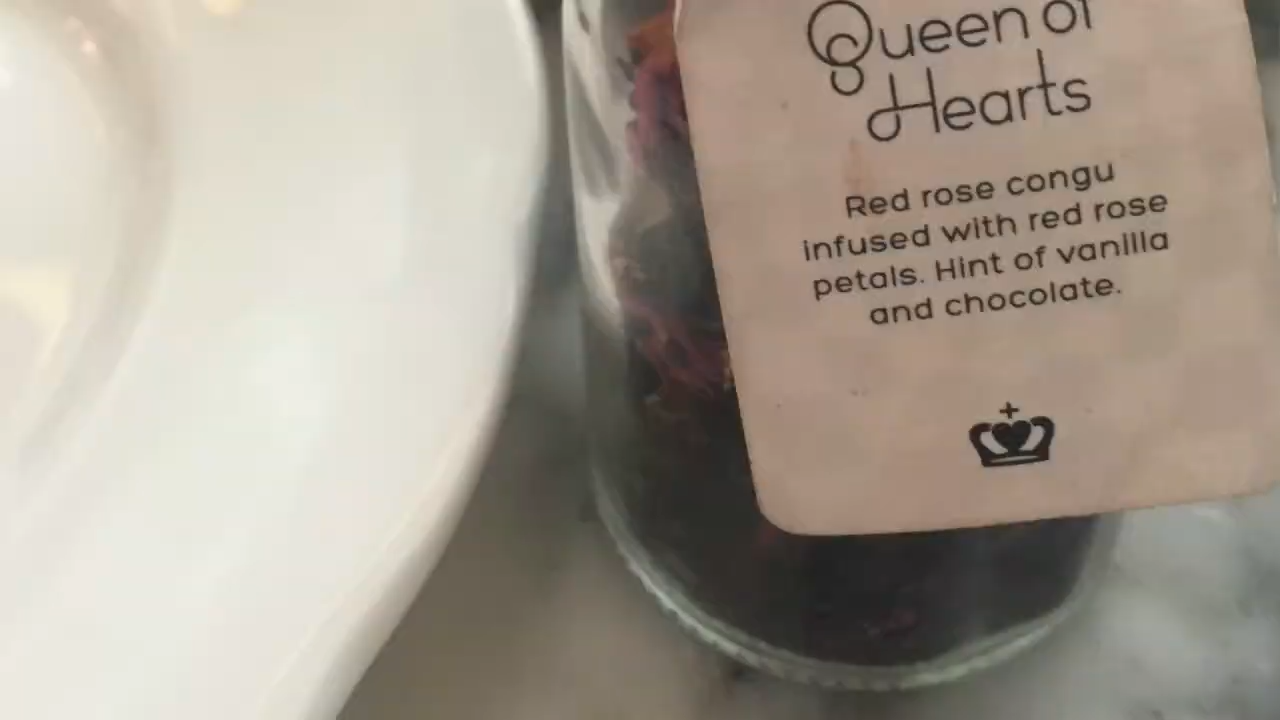 Queen of
Hearts
Red rose congu
infused with red rose
petals. Hint of vanilla
and chocolate.